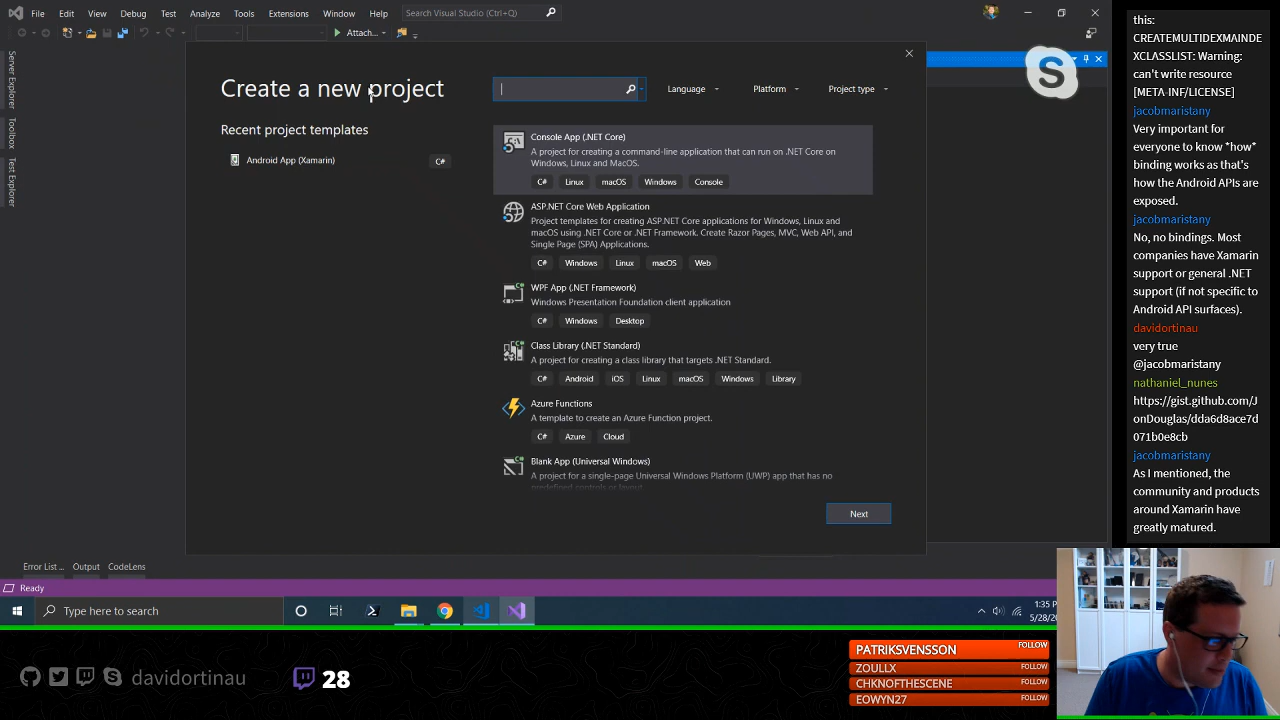 File Edit View Debug Test Analyze Tools Extensions Window Help Search Visual Studio (Ctrl+Q)
Attach...
Server Explorer
Toolbox
Test Explorer
Create a new project
Language
Platform
Project type
Recent project templates
Android App (Xamarin)
C#
Console App (.NET Core)
A project for creating a command-line application that can run on .NET Core on
Windows, Linux and MacOS.
C# Linux macOS Windows Console
ASP.NET Core Web Application
Project templates for creating ASP.NET Core applications for Windows, Linux and
macOS using .NET Core or .NET Framework. Create Razor Pages, MVC, Web API, and
Single Page (SPA) Applications.
C# Windows Linux macOS Web
WPF App (.NET Framework)
Windows Presentation Foundation client application
C# Windows Desktop
Class Library (.NET Standard)
A project for creating a class library that targets .NET Standard.
C# Android iOS Linux macOS Windows Library
Azure Functions
A template to create an Azure Function project.
C# Azure Cloud
Blank App (Universal Windows)
A project for a single-page Universal Windows Platform (UWP) app that has no
predefined controls or layout.
Next
Error List ... Output CodeLens
Ready
Type here to search
1:35 P
5/28/20
this:
CREATEMULTIDEXMAINDE
XCLASSLIST: Warning:
can't write resource
[META-INF/LICENSE]
jacobmaristany
Very important for
everyone to know *how*
binding works as that's
how the Android APIs are
exposed.
jacobmaristany
No, no bindings. Most
companies have Xamarin
support or general .NET
support (if not specific to
Android API surfaces).
davidortinau
very true
@jacobmaristany
nathaniel_nunes
https://gist.github.com/J
onDouglas/dda6d8ace7d
071b0e8cb
jacobmaristany
As I mentioned, the
community and products
around Xamarin have
greatly matured.
davidortinau
28
PATRIKSVENSSON FOLLOW
ZOULLX FOLLOW
CHKNOFTHESCENE FOLLOW
EOWYN27 FOLLOW